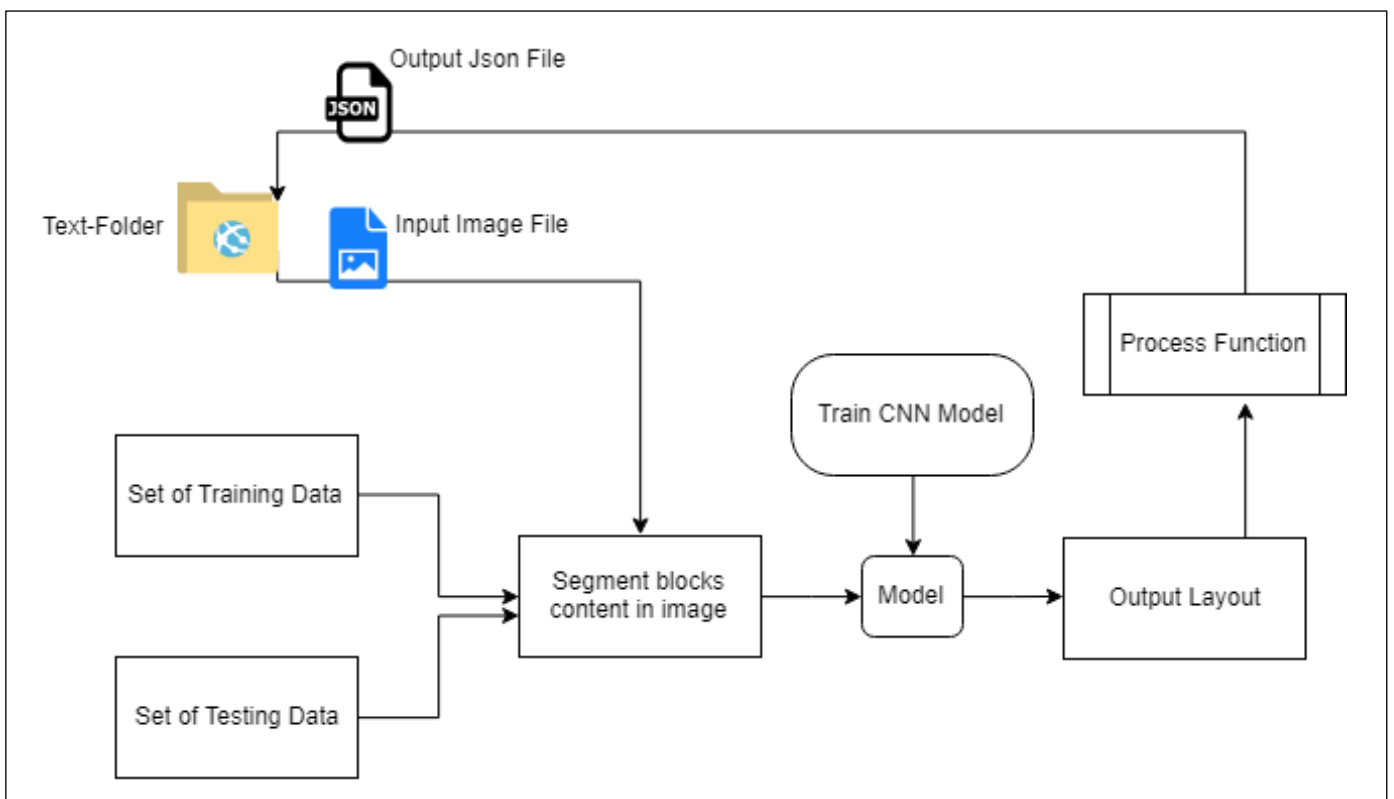 Output Json File
JSON
Text-Folder
Input Image File
Process Function
Train CNN Model
Set of Training Data
Segment blocks
content in image
Model
Output Layout
Set of Testing Data